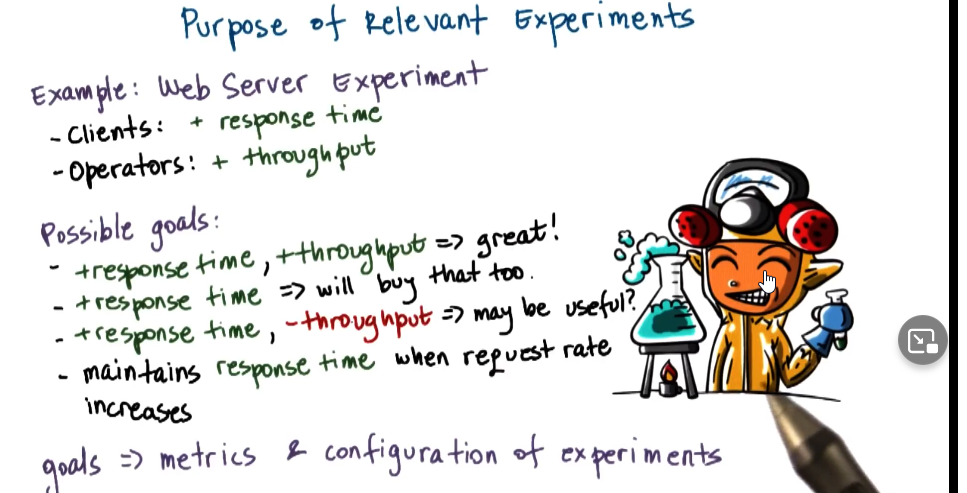 Purpose of Relevant Experiments
Example: Web Server Experiment
- Clients: + response time
- Operators: + throughput
Possible goals:
- +response time, +throughput => great!
- +response time => will buy that too.
- +response time, -throughput => may be useful?
- maintains response time when request rate
increases
goals => metrics & configuration of experiments